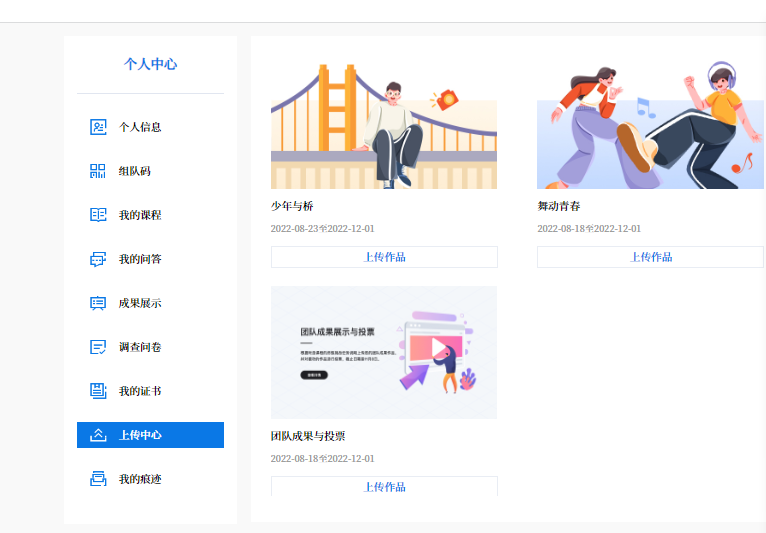 个人中心
个人信息
组队码
我的课程
我的问答
成果展示
调查问卷
我的证书
上传中心
我的痕迹
少年与桥
2022-08-23至2022-12-01
上传作品
舞动青春
2022-08-18至2022-12-01
上传作品
团队成果展示与投票
团队成果与投票
2022-08-18至2022-12-01
上传作品